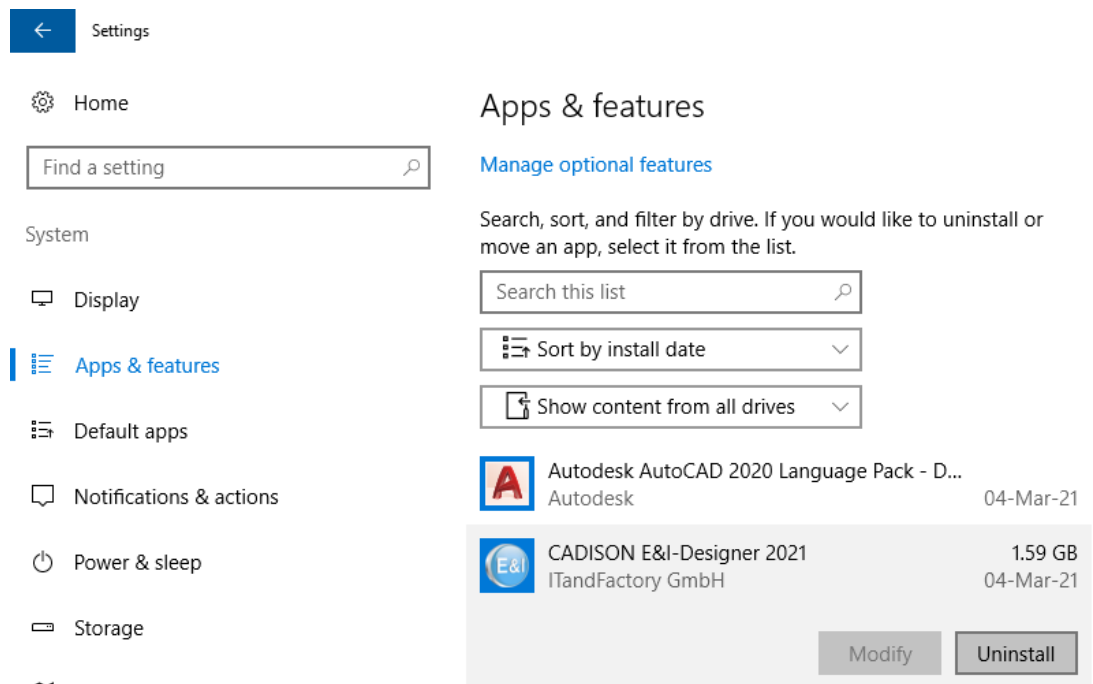 Settings
Home
Find a setting
System
Display
Apps & features
Default apps
Notifications & actions
Power & sleep
Storage
Apps & features
Manage optional features
Search, sort, and filter by drive. If you would like to uninstall or
move an app, select it from the list.
Search this list
Sort by install date
Show content from all drives
Autodesk AutoCAD 2020 Language Pack - D...
Autodesk 04-Mar-21
E&I
CADISON E&I-Designer 2021 1.59 GB
ITandFactory GmbH 04-Mar-21
Modify Uninstall